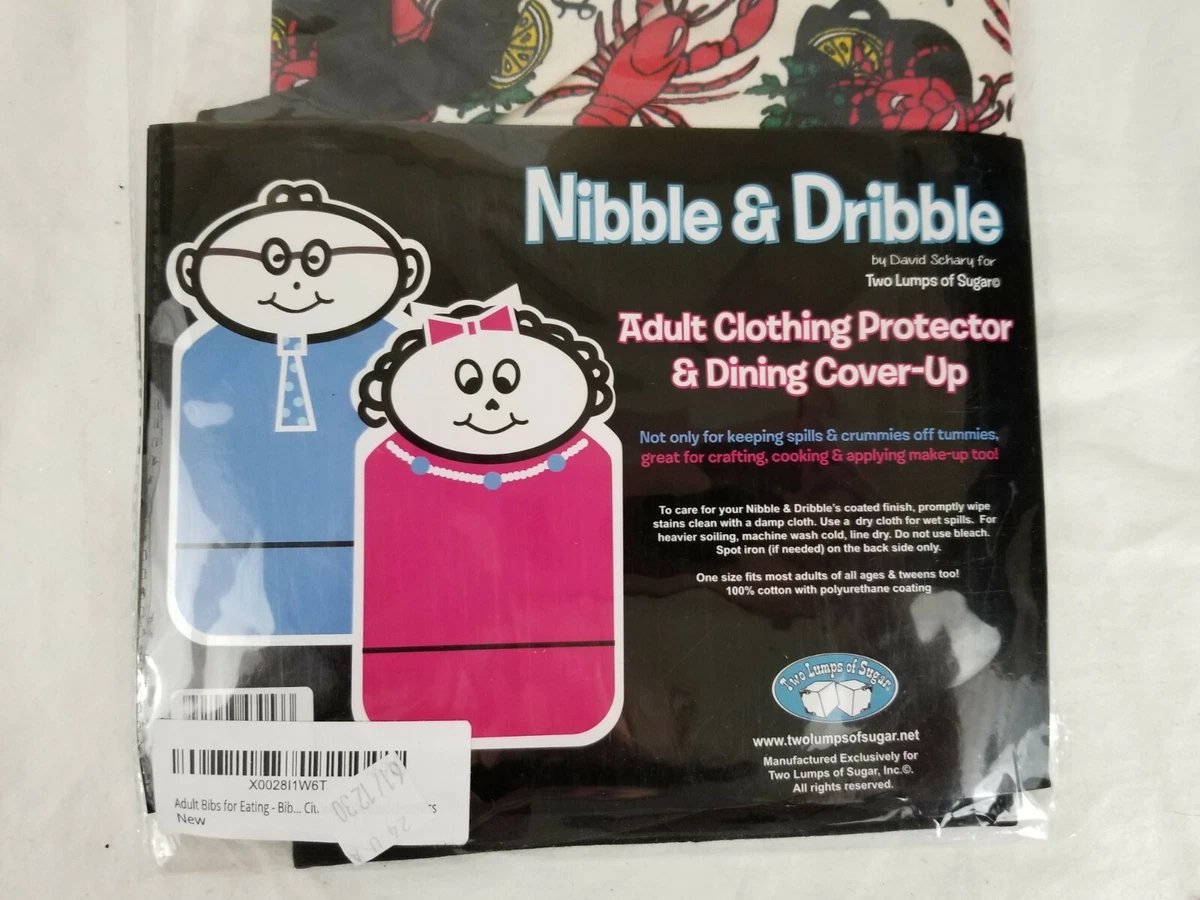 Nibble & Dribble
by David Schary for
Two Lumps of Sugar©
Adult Clothing Protector
& Dining Cover-Up
Not only for keeping spills & crummies off tummies,
great for crafting, cooking & applying make-up too!
To care for your Nibble & Dribble's coated finish, promptly wipe
stains clean with a damp cloth. Use a dry cloth for wet spills. For
heavier soiling, machine wash cold, line dry. Do not use bleach.
Spot iron (if needed) on the back side only.
One size fits most adults of all ages & tweens too!
100% cotton with polyurethane coating
Two Lumps of Sugar
www.twolumpsofsugar.net
Manufactured Exclusively for
Two Lumps of Sugar, Inc.©.
All rights reserved.
X0028I1W6T
Adult Bibs for Eating - Bib... Cit.
New